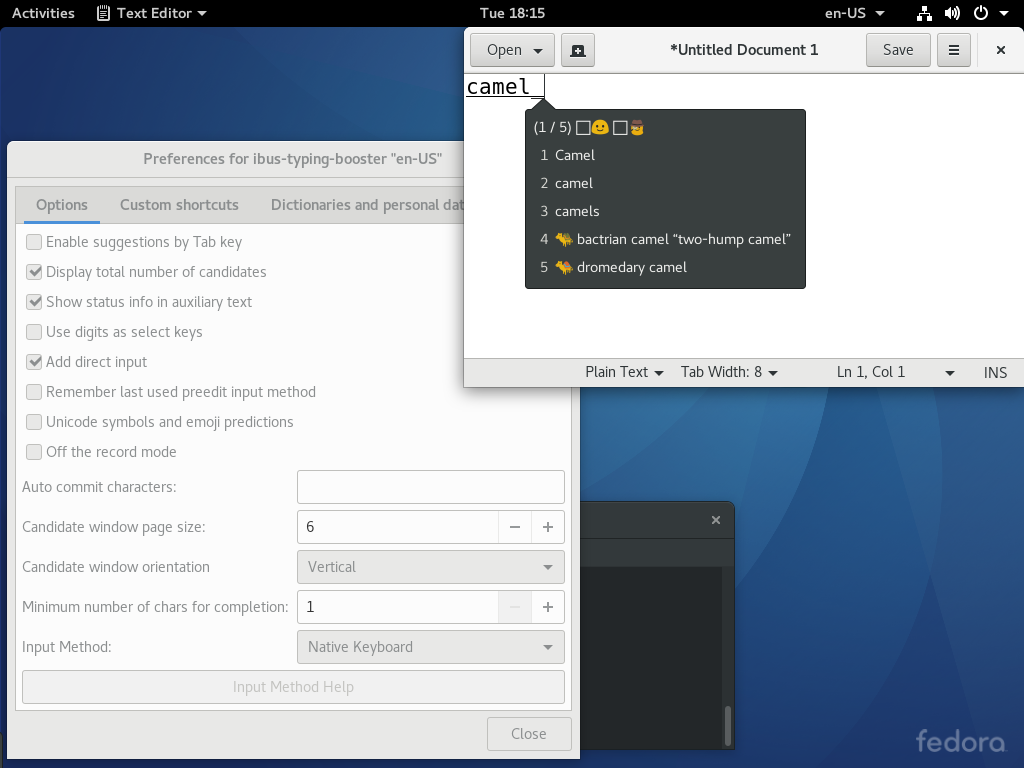 Activities Text Editor Tue 18:15 en-US
Open *Untitled Document 1 Save
camel_
(1 / 5) □🙂 □🕵
1 Camel
2 camel
3 camels
4 🐫 bactrian camel “two-hump camel”
5 🐪 dromedary camel
Plain Text Tab Width: 8 Ln 1, Col 1 INS
Preferences for ibus-typing-booster "en-US"
Options Custom shortcuts Dictionaries and personal dat
Enable suggestions by Tab key
Display total number of candidates
Show status info in auxiliary text
Use digits as select keys
Add direct input
Remember last used preedit input method
Unicode symbols and emoji predictions
Off the record mode
Auto commit characters:
Candidate window page size: 6
Candidate window orientation Vertical
Minimum number of chars for completion: 1
Input Method: Native Keyboard
Input Method Help
Close
fedora